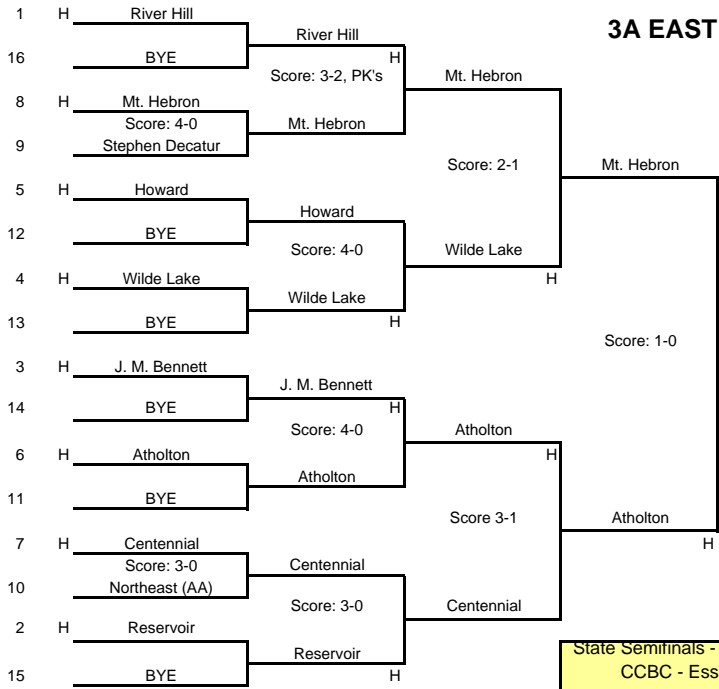 3A EAST
1 H River Hill
River Hill
16 BYE
H
Score: 3-2, PK's
Mt. Hebron
8 H Mt. Hebron
Score: 4-0
Mt. Hebron
9 Stephen Decatur
Score: 2-1
Mt. Hebron
5 H Howard
Howard
12 BYE
Score: 4-0
Wilde Lake
4 H Wilde Lake
H
Wilde Lake
13 BYE
H
Score: 1-0
3 H J. M. Bennett
J. M. Bennett
14 BYE
H
Score: 4-0
Atholton
6 H Atholton
H
Atholton
11 BYE
Score 3-1
Atholton
7 H Centennial
H
Score: 3-0
Centennial
10 Northeast (AA)
Score: 3-0
Centennial
2 H Reservoir
Reservoir
15 BYE
H
State Semifinals -
CCBC - Ess